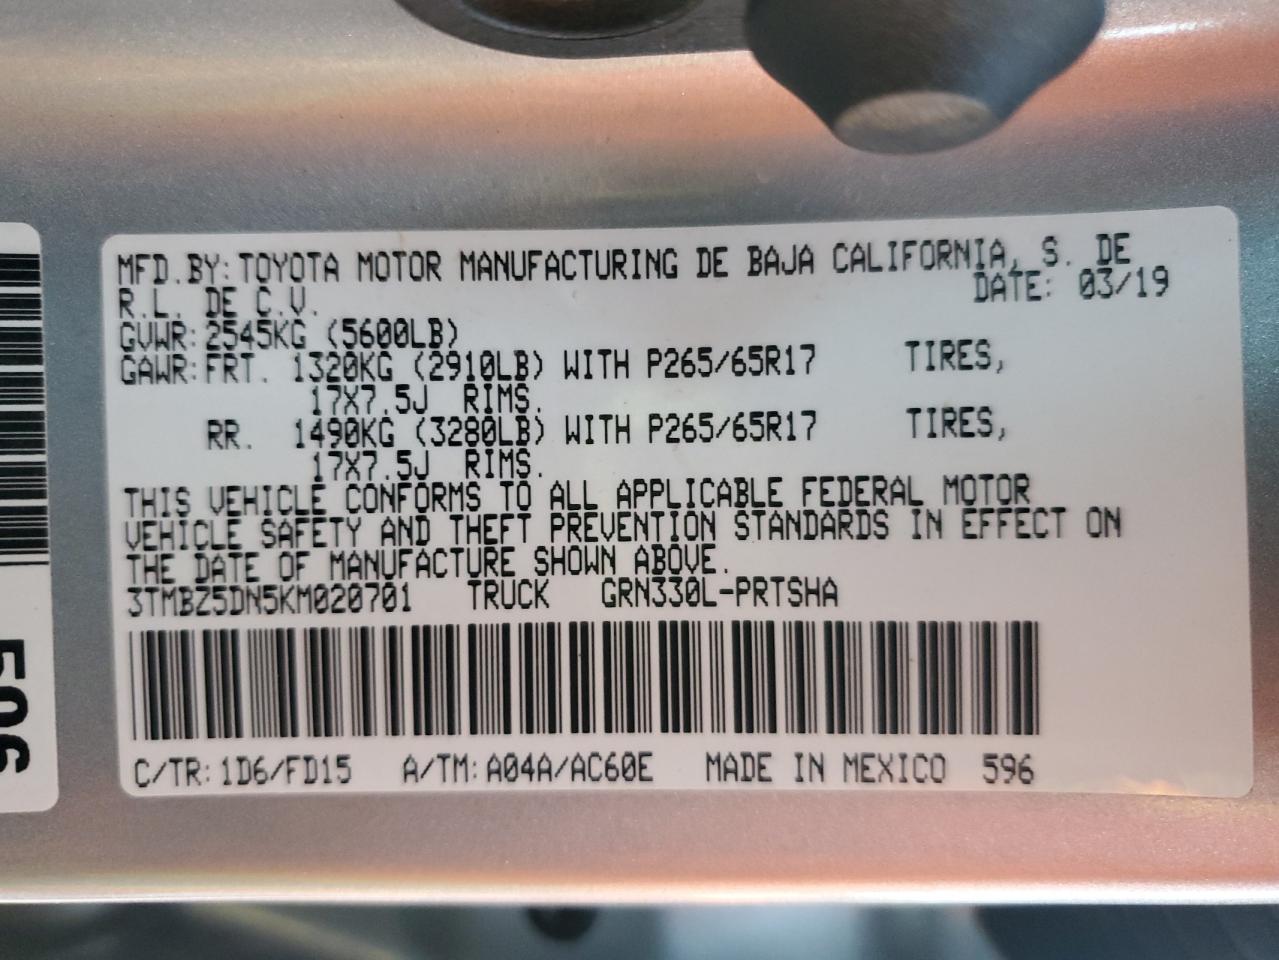 MFD.BY:TOYOTA MOTOR MANUFACTURING DE BAJA CALIFORNIA, S. DE
R.L. DE C.V. DATE: 03/19
GVWR:2545KG (5600LB)
GAWR:FRT. 1320KG (2910LB) WITH P265/65R17 TIRES,
17X7.5J RIMS.
RR. 1490KG (3280LB) WITH P265/65R17 TIRES,
17X7.5J RIMS.
THIS VEHICLE CONFORMS TO ALL APPLICABLE FEDERAL MOTOR
VEHICLE SAFETY AND THEFT PREVENTION STANDARDS IN EFFECT ON
THE DATE OF MANUFACTURE SHOWN ABOVE.
3TMBZ5DN5KM020701 TRUCK GRN330L-PRTSHA
C/TR:1D6/FD15 A/TM:A04A/AC60E MADE IN MEXICO 596
506